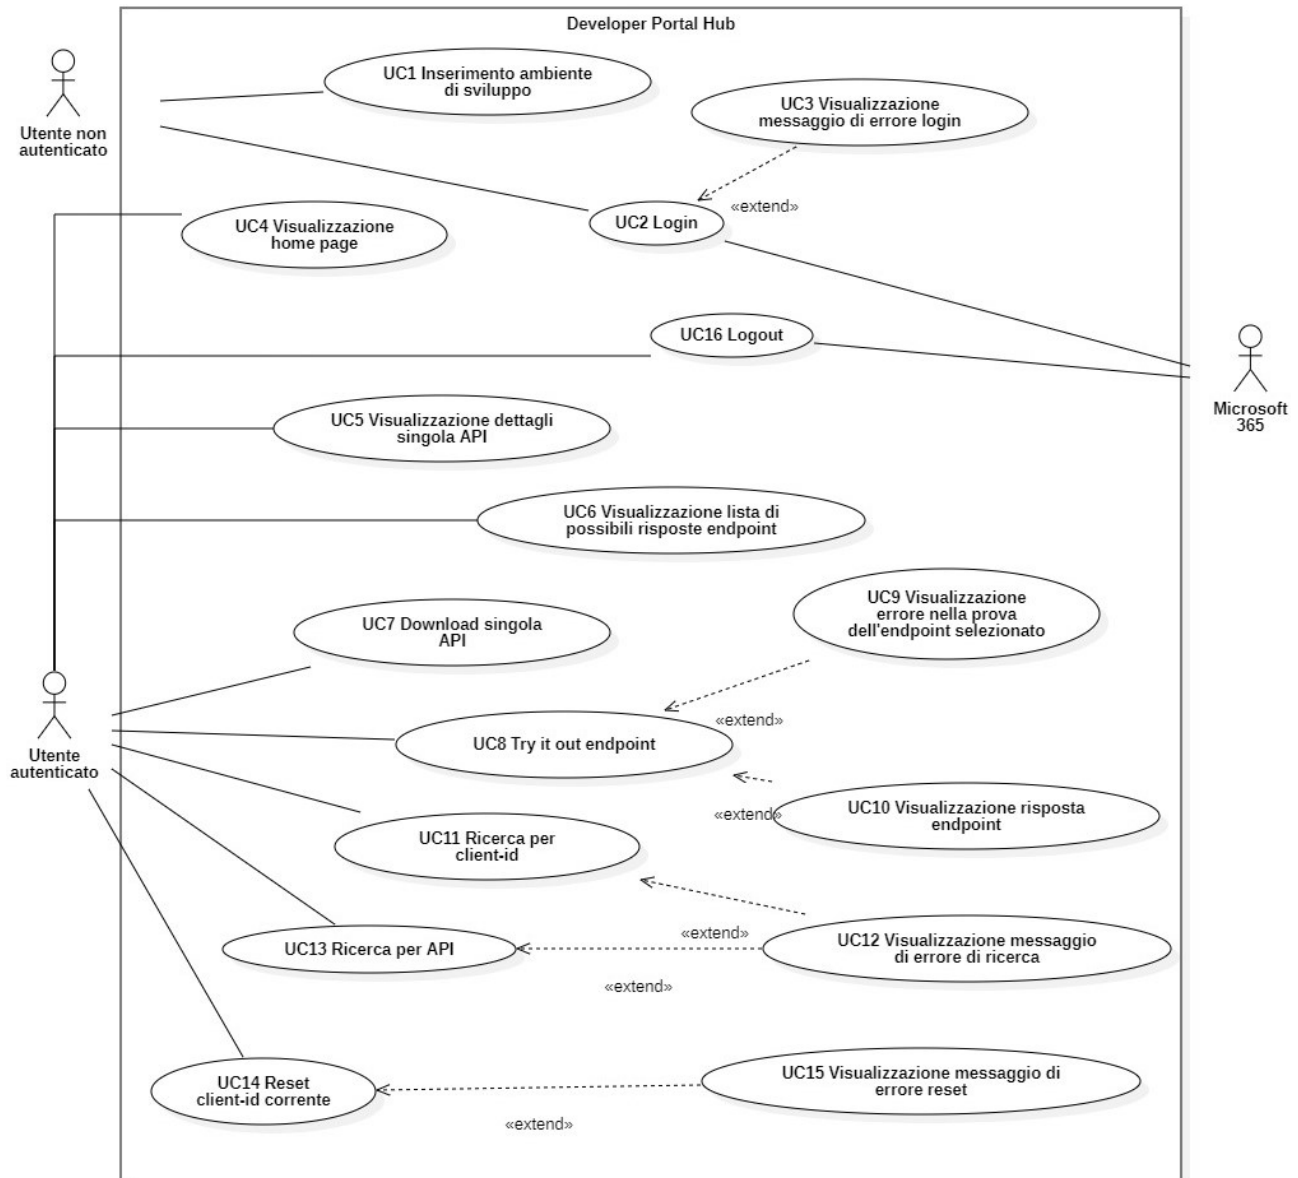 Developer Portal Hub
UC1 Inserimento ambiente
di sviluppo
Utente non
autenticato
UC3 Visualizzazione
messaggio di errore login
«extend»
UC2 Login
UC4 Visualizzazione
home page
UC16 Logout
Microsoft
365
UC5 Visualizzazione dettagli
singola API
UC6 Visualizzazione lista di
possibili risposte endpoint
UC9 Visualizzazione
errore nella prova
dell'endpoint selezionato
UC7 Download singola
API
«extend»
UC8 Try it out endpoint
Utente
autenticato
«extend»
UC10 Visualizzazione risposta
endpoint
UC11 Ricerca per
client-id
«extend»
UC12 Visualizzazione messaggio
di errore di ricerca
UC13 Ricerca per API
«extend»
UC14 Reset
client-id corrente
UC15 Visualizzazione messaggio di
errore reset
«extend»